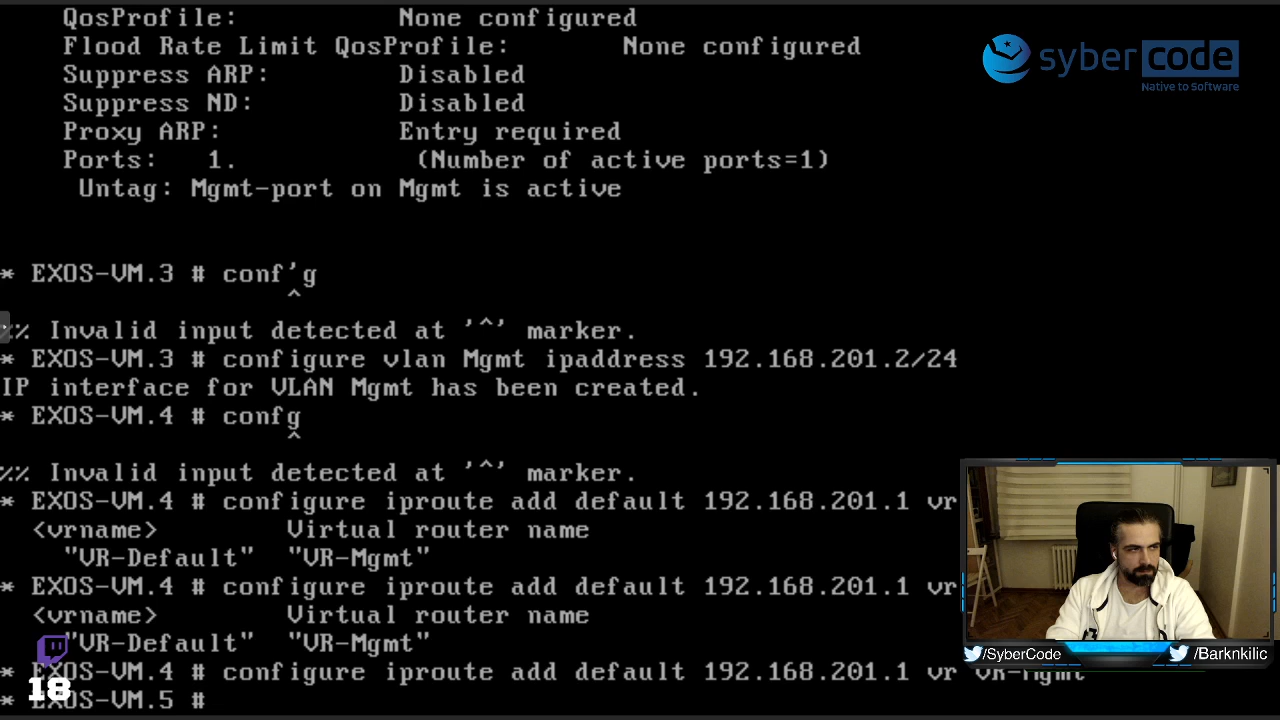 QosProfile: None configured
Flood Rate Limit QosProfile: None configured
Suppress ARP: Disabled
Suppress ND: Disabled
Proxy ARP: Entry required
Ports: 1. (Number of active ports=1)
Untag: Mgmt-port on Mgmt is active
sybercode
Native to Software
* EXOS-VM.3 # conf'g
^
%% Invalid input detected at '^' marker.
* EXOS-VM.3 # configure vlan Mgmt ipaddress 192.168.201.2/24
IP interface for VLAN Mgmt has been created.
* EXOS-VM.4 # confg
^
%% Invalid input detected at '^' marker.
* EXOS-VM.4 # configure iproute add default 192.168.201.1 vr
<vrname> Virtual router name
"VR-Default" "VR-Mgmt"
* EXOS-VM.4 # configure iproute add default 192.168.201.1 vr
<vrname> Virtual router name
"VR-Default" "VR-Mgmt"
* EXOS-VM.4 # configure iproute add default 192.168.201.1 vr VR-Mgmt
* EXOS-VM.5 #
18
/SyberCode
/Barknkilic